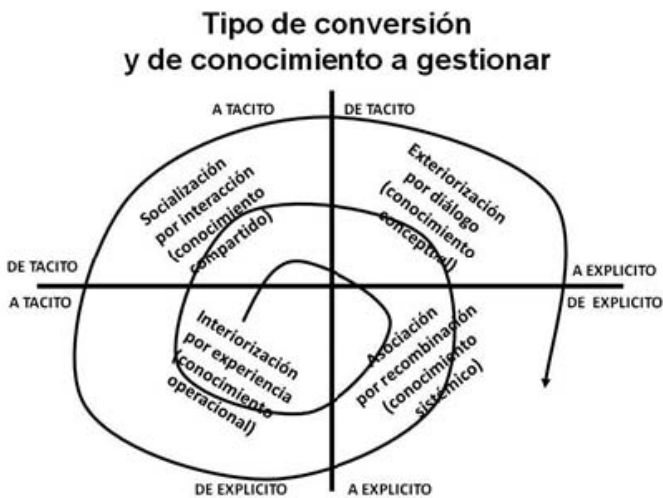 Tipo de conversión
y de conocimiento a gestionar
A TACITO
DE TACITO
Socialización
por interacción
(conocimiento
compartido)
Exteriorización
por diálogo
(conocimiento
conceptual)
DE TACITO
A EXPLICITO
A TACITO
DE EXPLICITO
Interiorización
por experiencia
(conocimiento
operacional)
Asociación
por recombinación
(conocimiento
sistémico)
DE EXPLICITO
A EXPLICITO